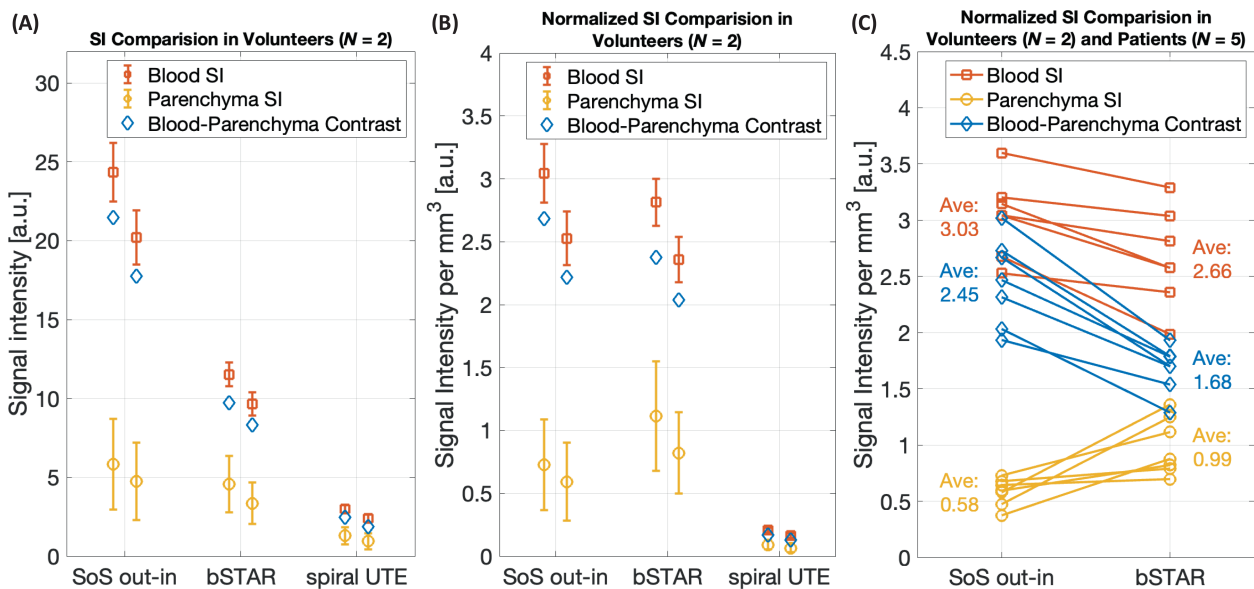 (A)
SI Comparision in Volunteers (N = 2)
Signal intensity [a.u.]
30
25
20
15
10
5
0
Blood SI
Parenchyma SI
Blood-Parenchyma Contrast
SoS out-in
bSTAR
spiral UTE
(B)
Normalized SI Comparision in
Volunteers (N = 2)
Signal Intensity per mm³ [a.u.]
4
3.5
3
2.5
2
1.5
1
0.5
0
Blood SI
Parenchyma SI
Blood-Parenchyma Contrast
SoS out-in
bSTAR
spiral UTE
(C)
Normalized SI Comparision in
Volunteers (N = 2) and Patients (N = 5)
Signal Intensity per mm³ [a.u.]
4.5
4
3.5
3
2.5
2
1.5
1
0.5
0
Blood SI
Parenchyma SI
Blood-Parenchyma Contrast
Ave:
3.03
Ave:
2.45
Ave:
0.58
Ave:
2.66
Ave:
1.68
Ave:
0.99
SoS out-in
bSTAR